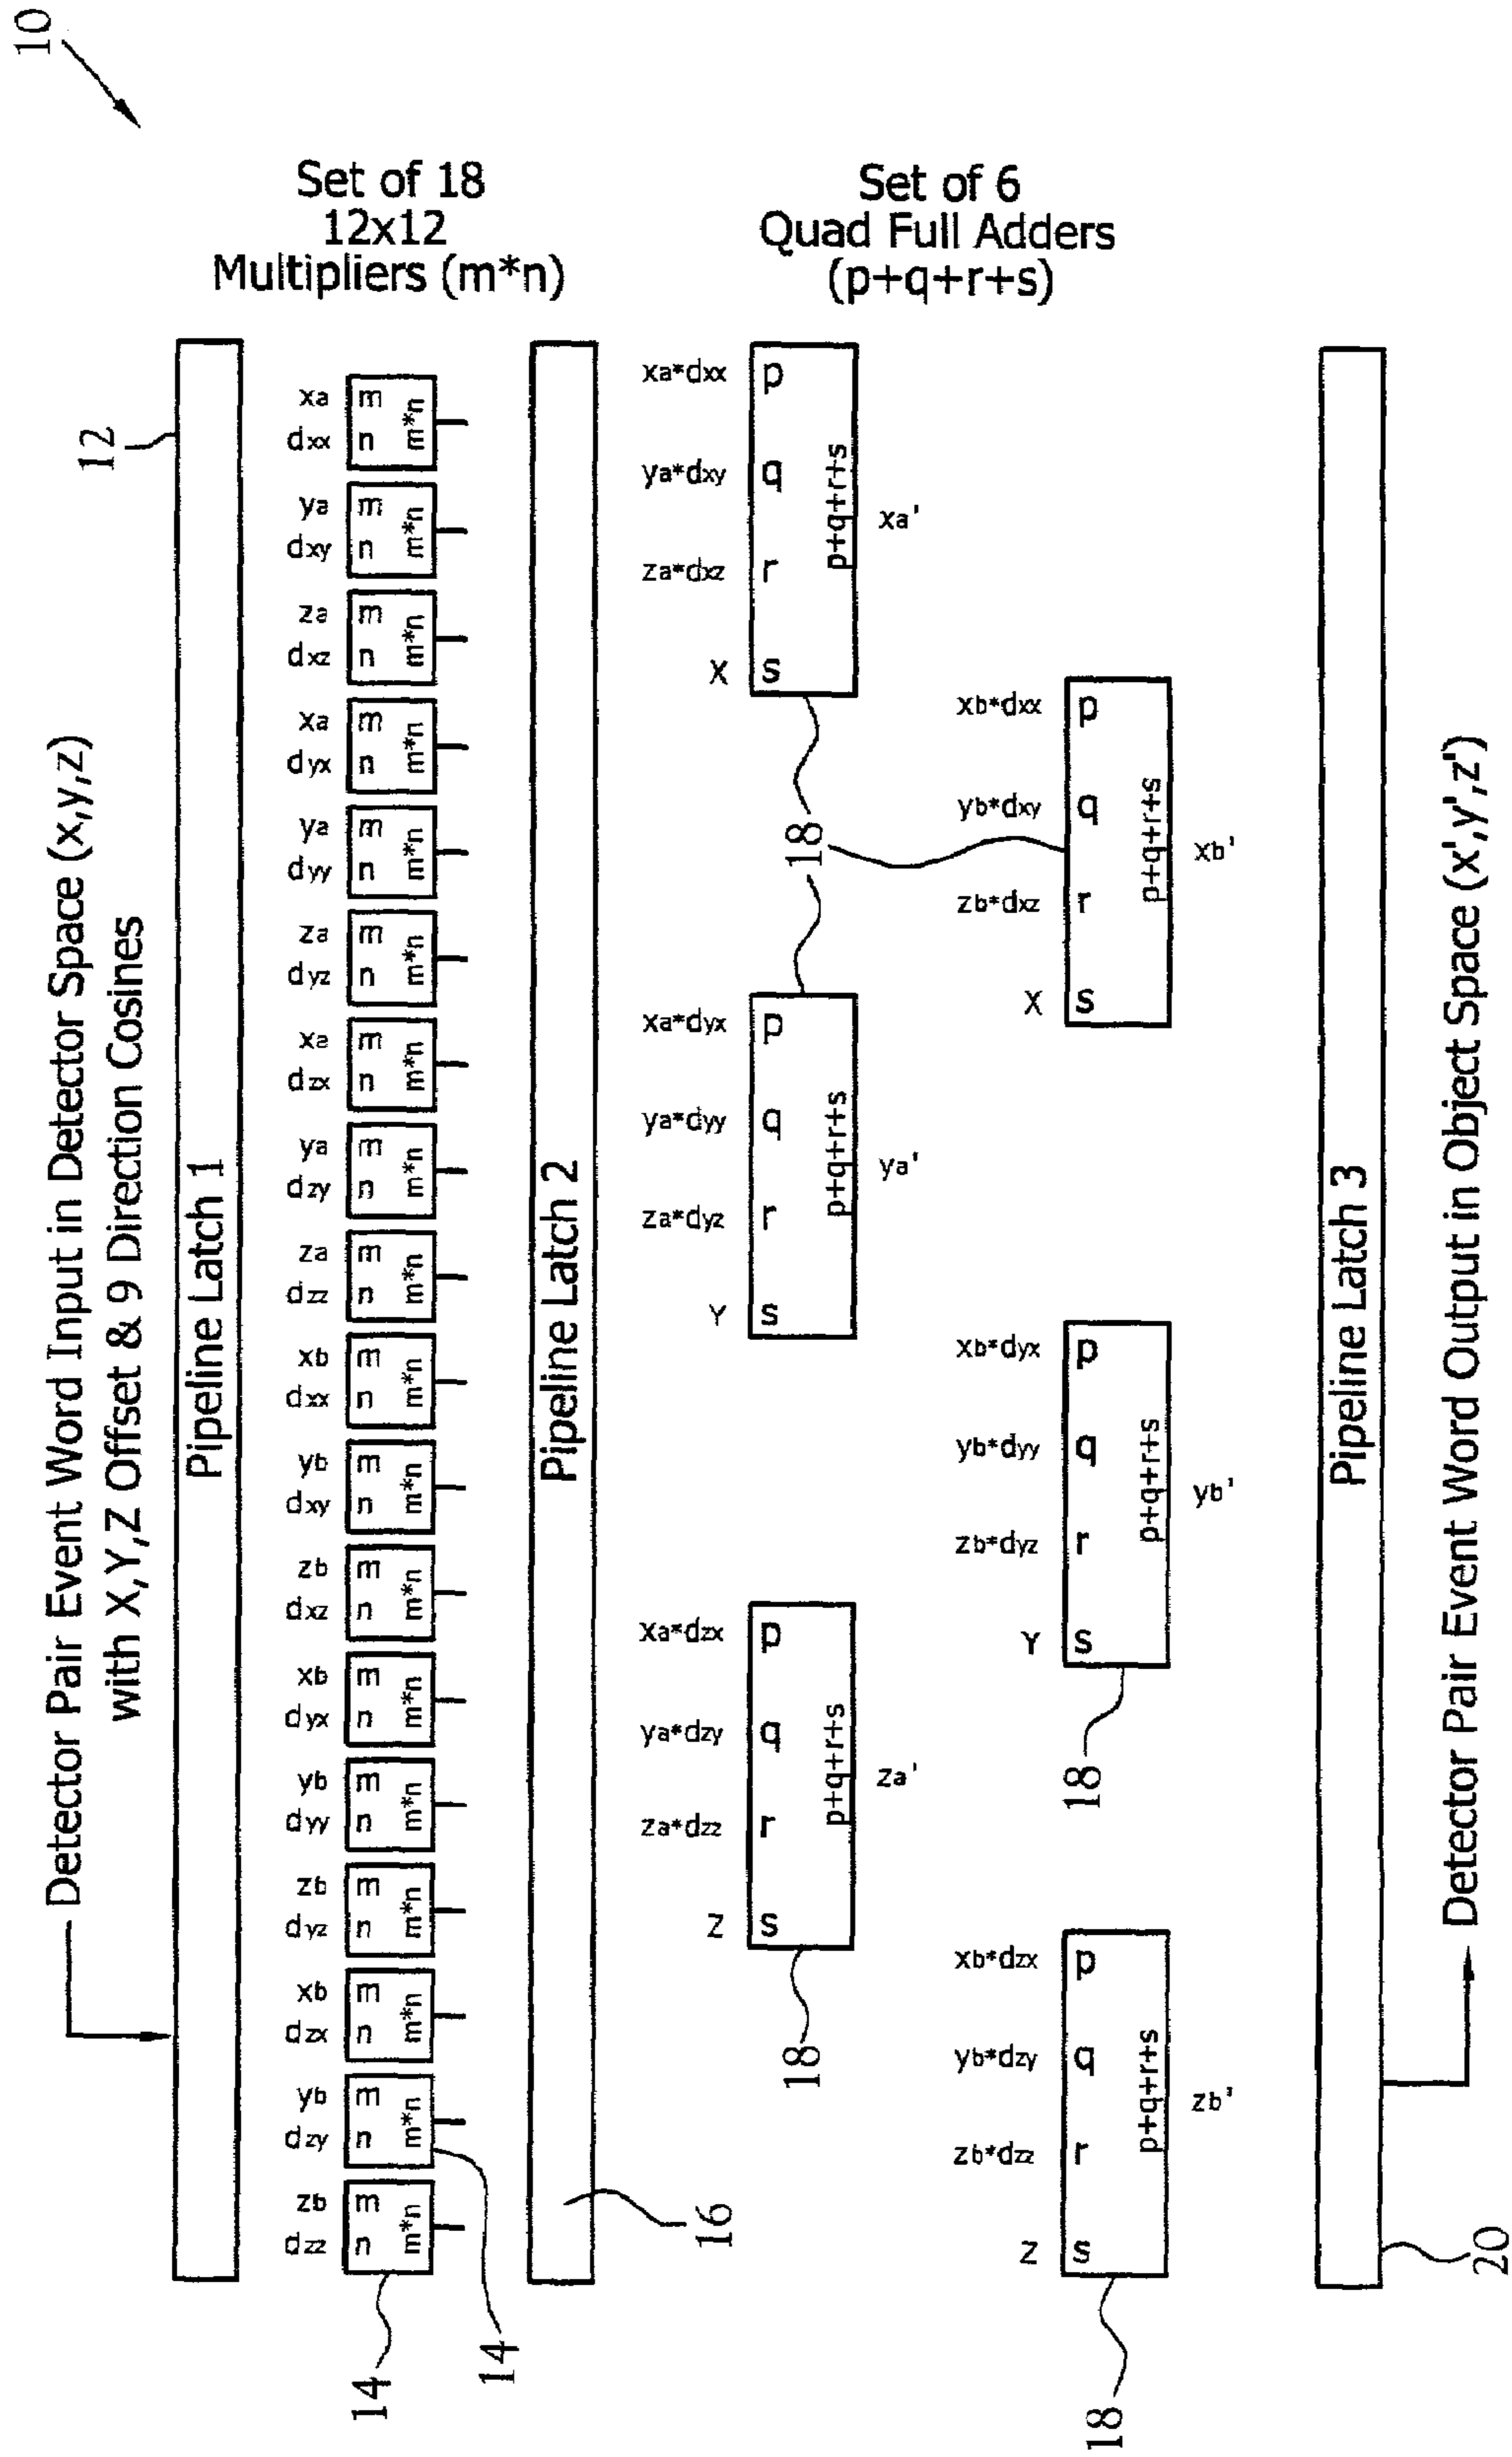 10
Detector Pair Event Word Input in Detector Space (x,y,z)
with X,Y,Z Offset & 9 Direction Cosines
12
Pipeline Latch 1
Set of 18
12x12
Multipliers (m*n)
xa m
dxx n
m*n
ya m
dxy n
m*n
za m
dxz n
m*n
xa m
dyx n
m*n
ya m
dyy n
m*n
za m
dyz n
m*n
xa m
dzx n
m*n
ya m
dzy n
m*n
za m
dzz n
m*n
xb m
dxx n
m*n
yb m
dxy n
m*n
zb m
dxz n
m*n
xb m
dyx n
m*n
yb m
dyy n
m*n
zb m
dyz n
m*n
xb m
dzx n
m*n
yb m
dzy n
m*n
zb m
dzz n
m*n
14
14
Pipeline Latch 2
16
Set of 6
Quad Full Adders
(p+q+r+s)
xa*dxx p
ya*dxy q
za*dxz r
X s
p+q+r+s
xa'
18
xa*dyx p
ya*dyy q
za*dyz r
Y s
p+q+r+s
ya'
xa*dzx p
ya*dzy q
za*dzz r
Z s
p+q+r+s
za'
18
xb*dxx p
yb*dxy q
zb*dxz r
X s
p+q+r+s
xb'
xb*dyx p
yb*dyy q
zb*dyz r
Y s
p+q+r+s
yb'
18
xb*dzx p
yb*dzy q
zb*dzz r
Z s
p+q+r+s
zb'
18
Pipeline Latch 3
20
Detector Pair Event Word Output in Object Space (x',y',z')